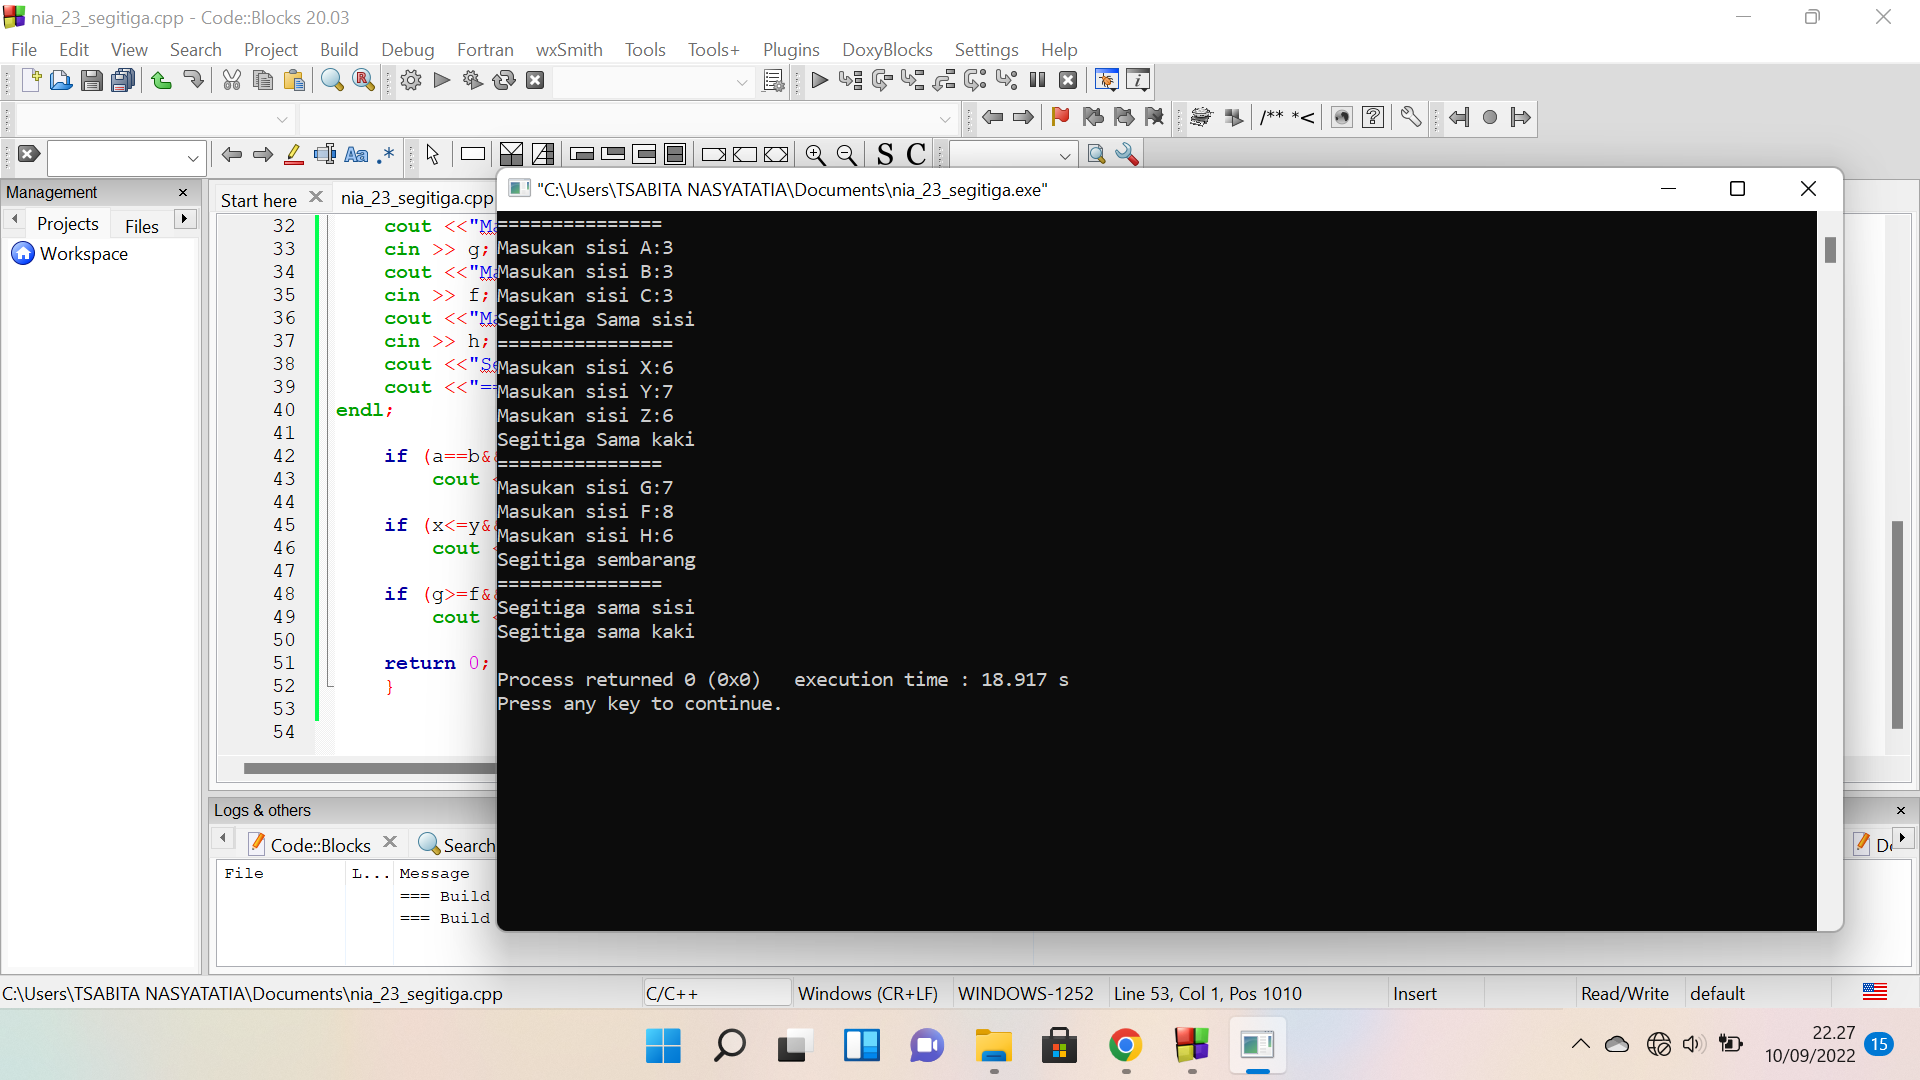 nia_23_segitiga.cpp - Code::Blocks 20.03
File Edit View Search Project Build Debug Fortran wxSmith Tools Tools+ Plugins DoxyBlocks Settings Help
/** *<
Aa .* S C
Management
Projects Files
Workspace
Start here nia_23_segitiga.cpp
32 cout <<"Ma
33 cin >> g;
34 cout <<"Ma
35 cin >> f;
36 cout <<"Ma
37 cin >> h;
38 cout <<"Se
39 cout <<"==
40 endl;
41
42 if (a==b&&
43 cout <
44
45 if (x<=y&&
46 cout <
47
48 if (g>=f&&
49 cout <
50
51 return 0;
52 }
53
54
"C:\Users\TSABITA NASYATATIA\Documents\nia_23_segitiga.exe"
===============
Masukan sisi A:3
Masukan sisi B:3
Masukan sisi C:3
Segitiga Sama sisi
================
Masukan sisi X:6
Masukan sisi Y:7
Masukan sisi Z:6
Segitiga Sama kaki
===============
Masukan sisi G:7
Masukan sisi F:8
Masukan sisi H:6
Segitiga sembarang
===============
Segitiga sama sisi
Segitiga sama kaki
Process returned 0 (0x0)   execution time : 18.917 s
Press any key to continue.
Logs & others
Code::Blocks Search
File L... Message
=== Build
=== Build
C:\Users\TSABITA NASYATATIA\Documents\nia_23_segitiga.cpp C/C++ Windows (CR+LF) WINDOWS-1252 Line 53, Col 1, Pos 1010 Insert Read/Write default
22.27
10/09/2022 15